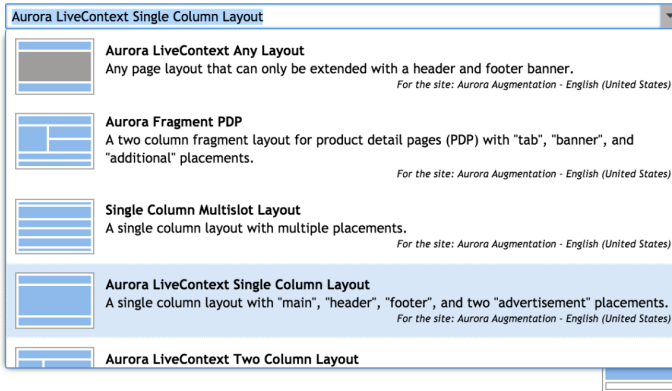 Aurora LiveContext Single Column Layout
Aurora LiveContext Any Layout
Any page layout that can only be extended with a header and footer banner.
For the site: Aurora Augmentation - English (United States)
Aurora Fragment PDP
A two column fragment layout for product detail pages (PDP) with "tab", "banner", and
"additional" placements.
For the site: Aurora Augmentation - English (United States)
Single Column Multislot Layout
A single column layout with multiple placements.
For the site: Aurora Augmentation - English (United States)
Aurora LiveContext Single Column Layout
A single column layout with "main", "header", "footer", and two "advertisement" placements.
For the site: Aurora Augmentation - English (United States)
Aurora LiveContext Two Column Layout